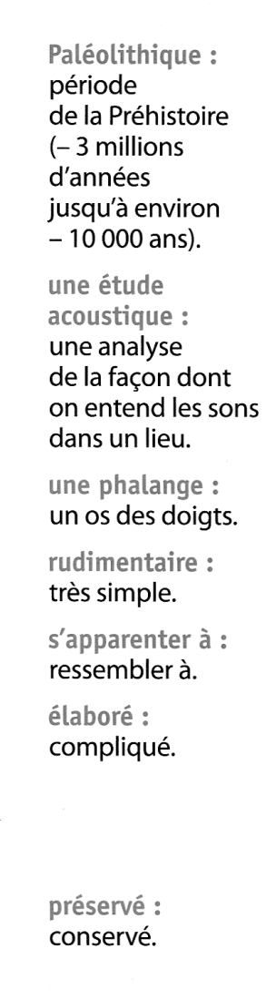 Paléolithique :
période
de la Préhistoire
(– 3 millions
d'années
jusqu'à environ
– 10 000 ans).
une étude
acoustique :
une analyse
de la façon dont
on entend les sons
dans un lieu.
une phalange :
un os des doigts.
rudimentaire :
très simple.
s'apparenter à :
ressembler à.
élaboré :
compliqué.
préservé :
conservé.